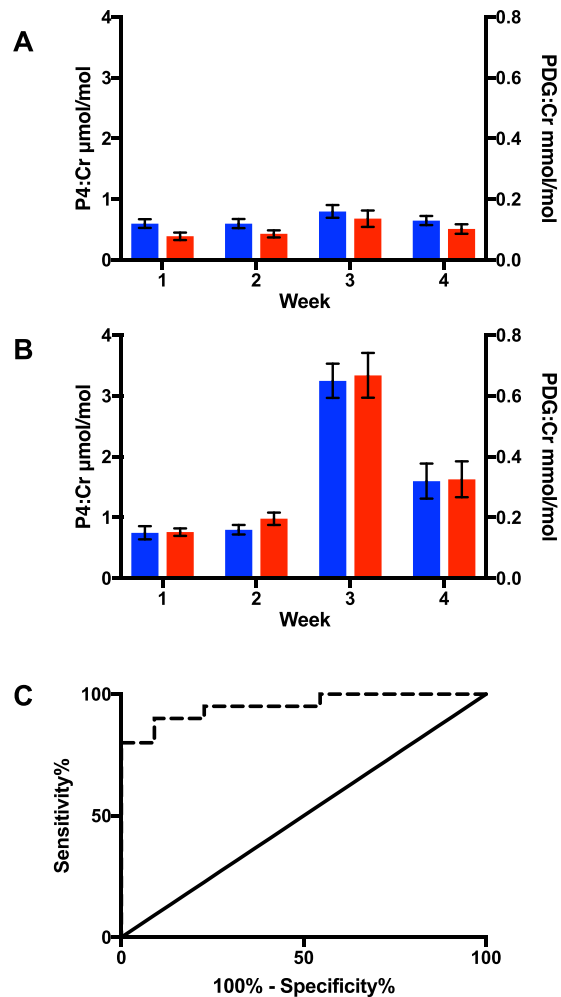 A
P4:Cr µmol/mol
4
3
2
1
0
0.8
0.6
0.4
0.2
0.0
PDG:Cr mmol/mol
1 2 3 4
Week
B
P4:Cr µmol/mol
4
3
2
1
0
0.8
0.6
0.4
0.2
0.0
PDG:Cr mmol/mol
1 2 3 4
Week
C
Sensitivity%
100
50
0
0 50 100
100% - Specificity%